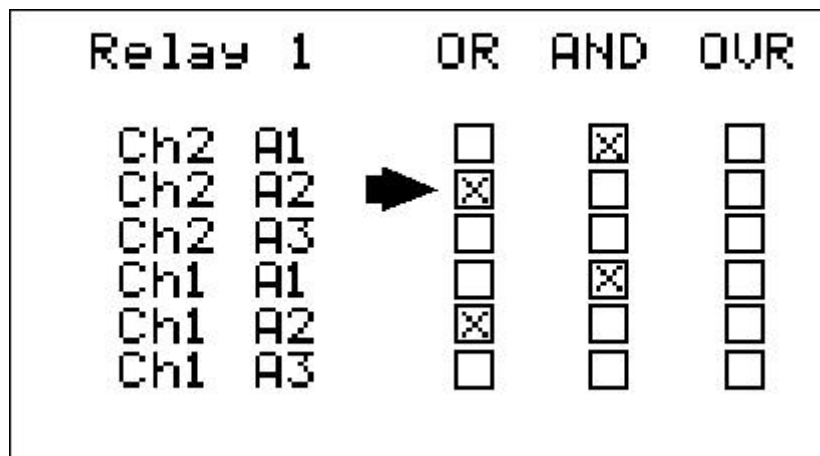 Relay 1 OR AND OVR
Ch2 A1
Ch2 A2
Ch2 A3
Ch1 A1
Ch1 A2
Ch1 A3